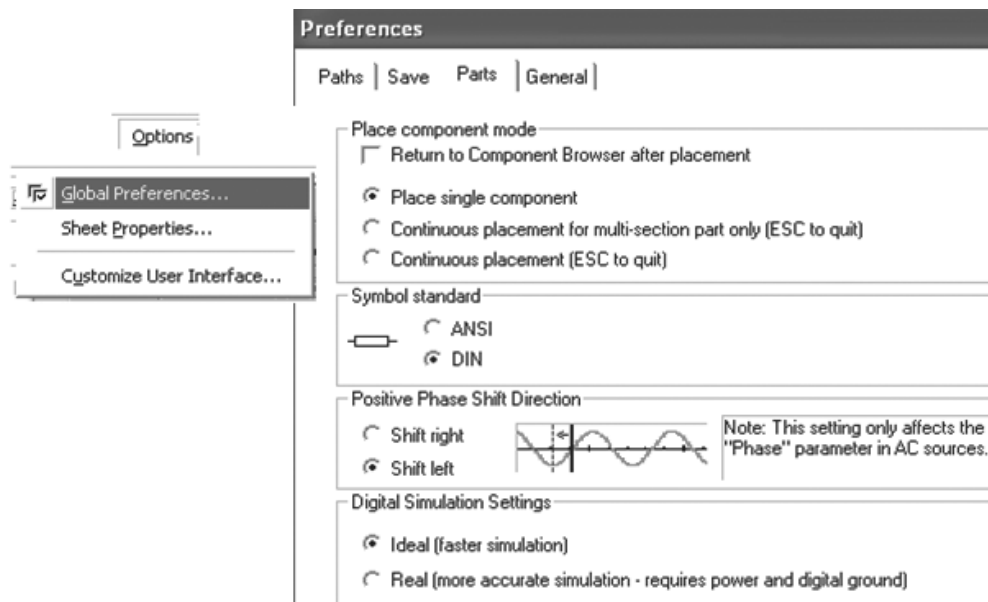 Options
Global Preferences...
Sheet Properties...
Customize User Interface...
Preferences
Paths Save Parts General
Place component mode
Return to Component Browser after placement
Place single component
Continuous placement for multi-section part only (ESC to quit)
Continuous placement (ESC to quit)
Symbol standard
ANSI
DIN
Positive Phase Shift Direction
Shift right
Shift left
Note: This setting only affects the
"Phase" parameter in AC sources.
Digital Simulation Settings
Ideal (faster simulation)
Real (more accurate simulation - requires power and digital ground)